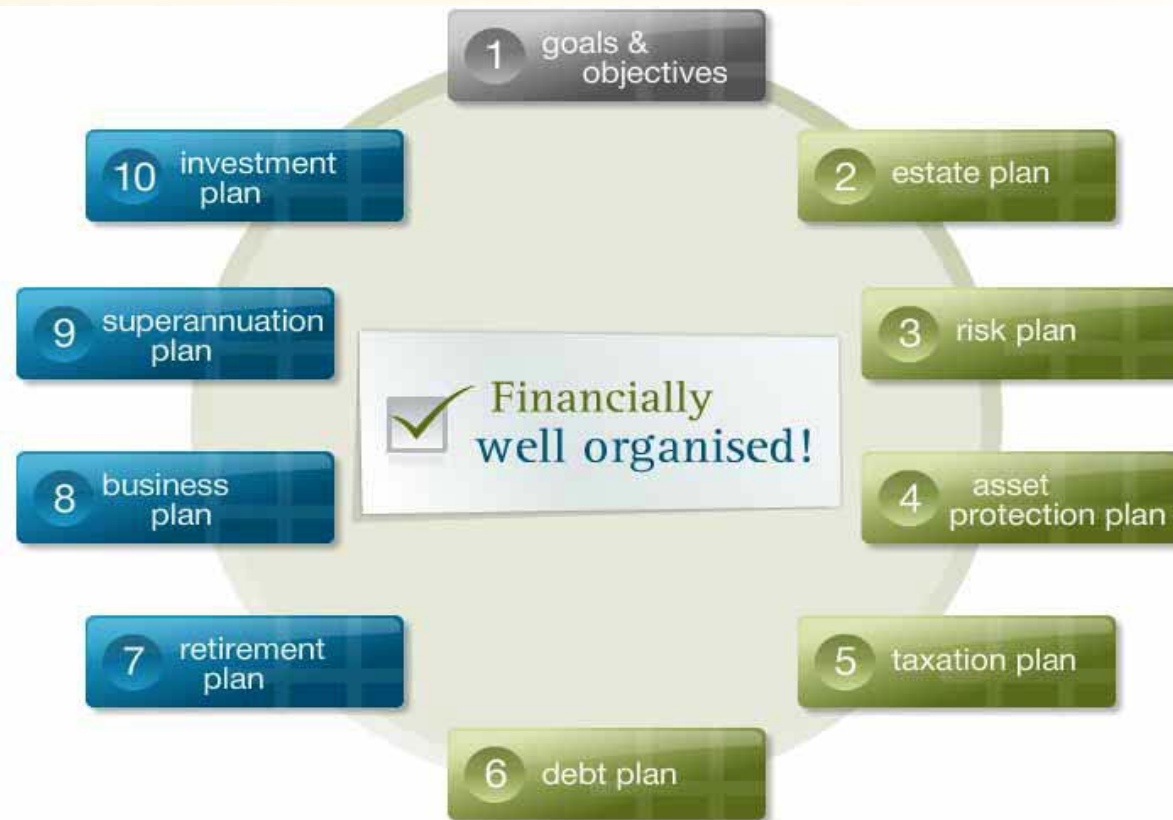 1 goals &
objectives
2 estate plan
3 risk plan
4 asset
protection plan
5 taxation plan
6 debt plan
7 retirement
plan
8 business
plan
9 superannuation
plan
10 investment
plan
Financially
well organised!